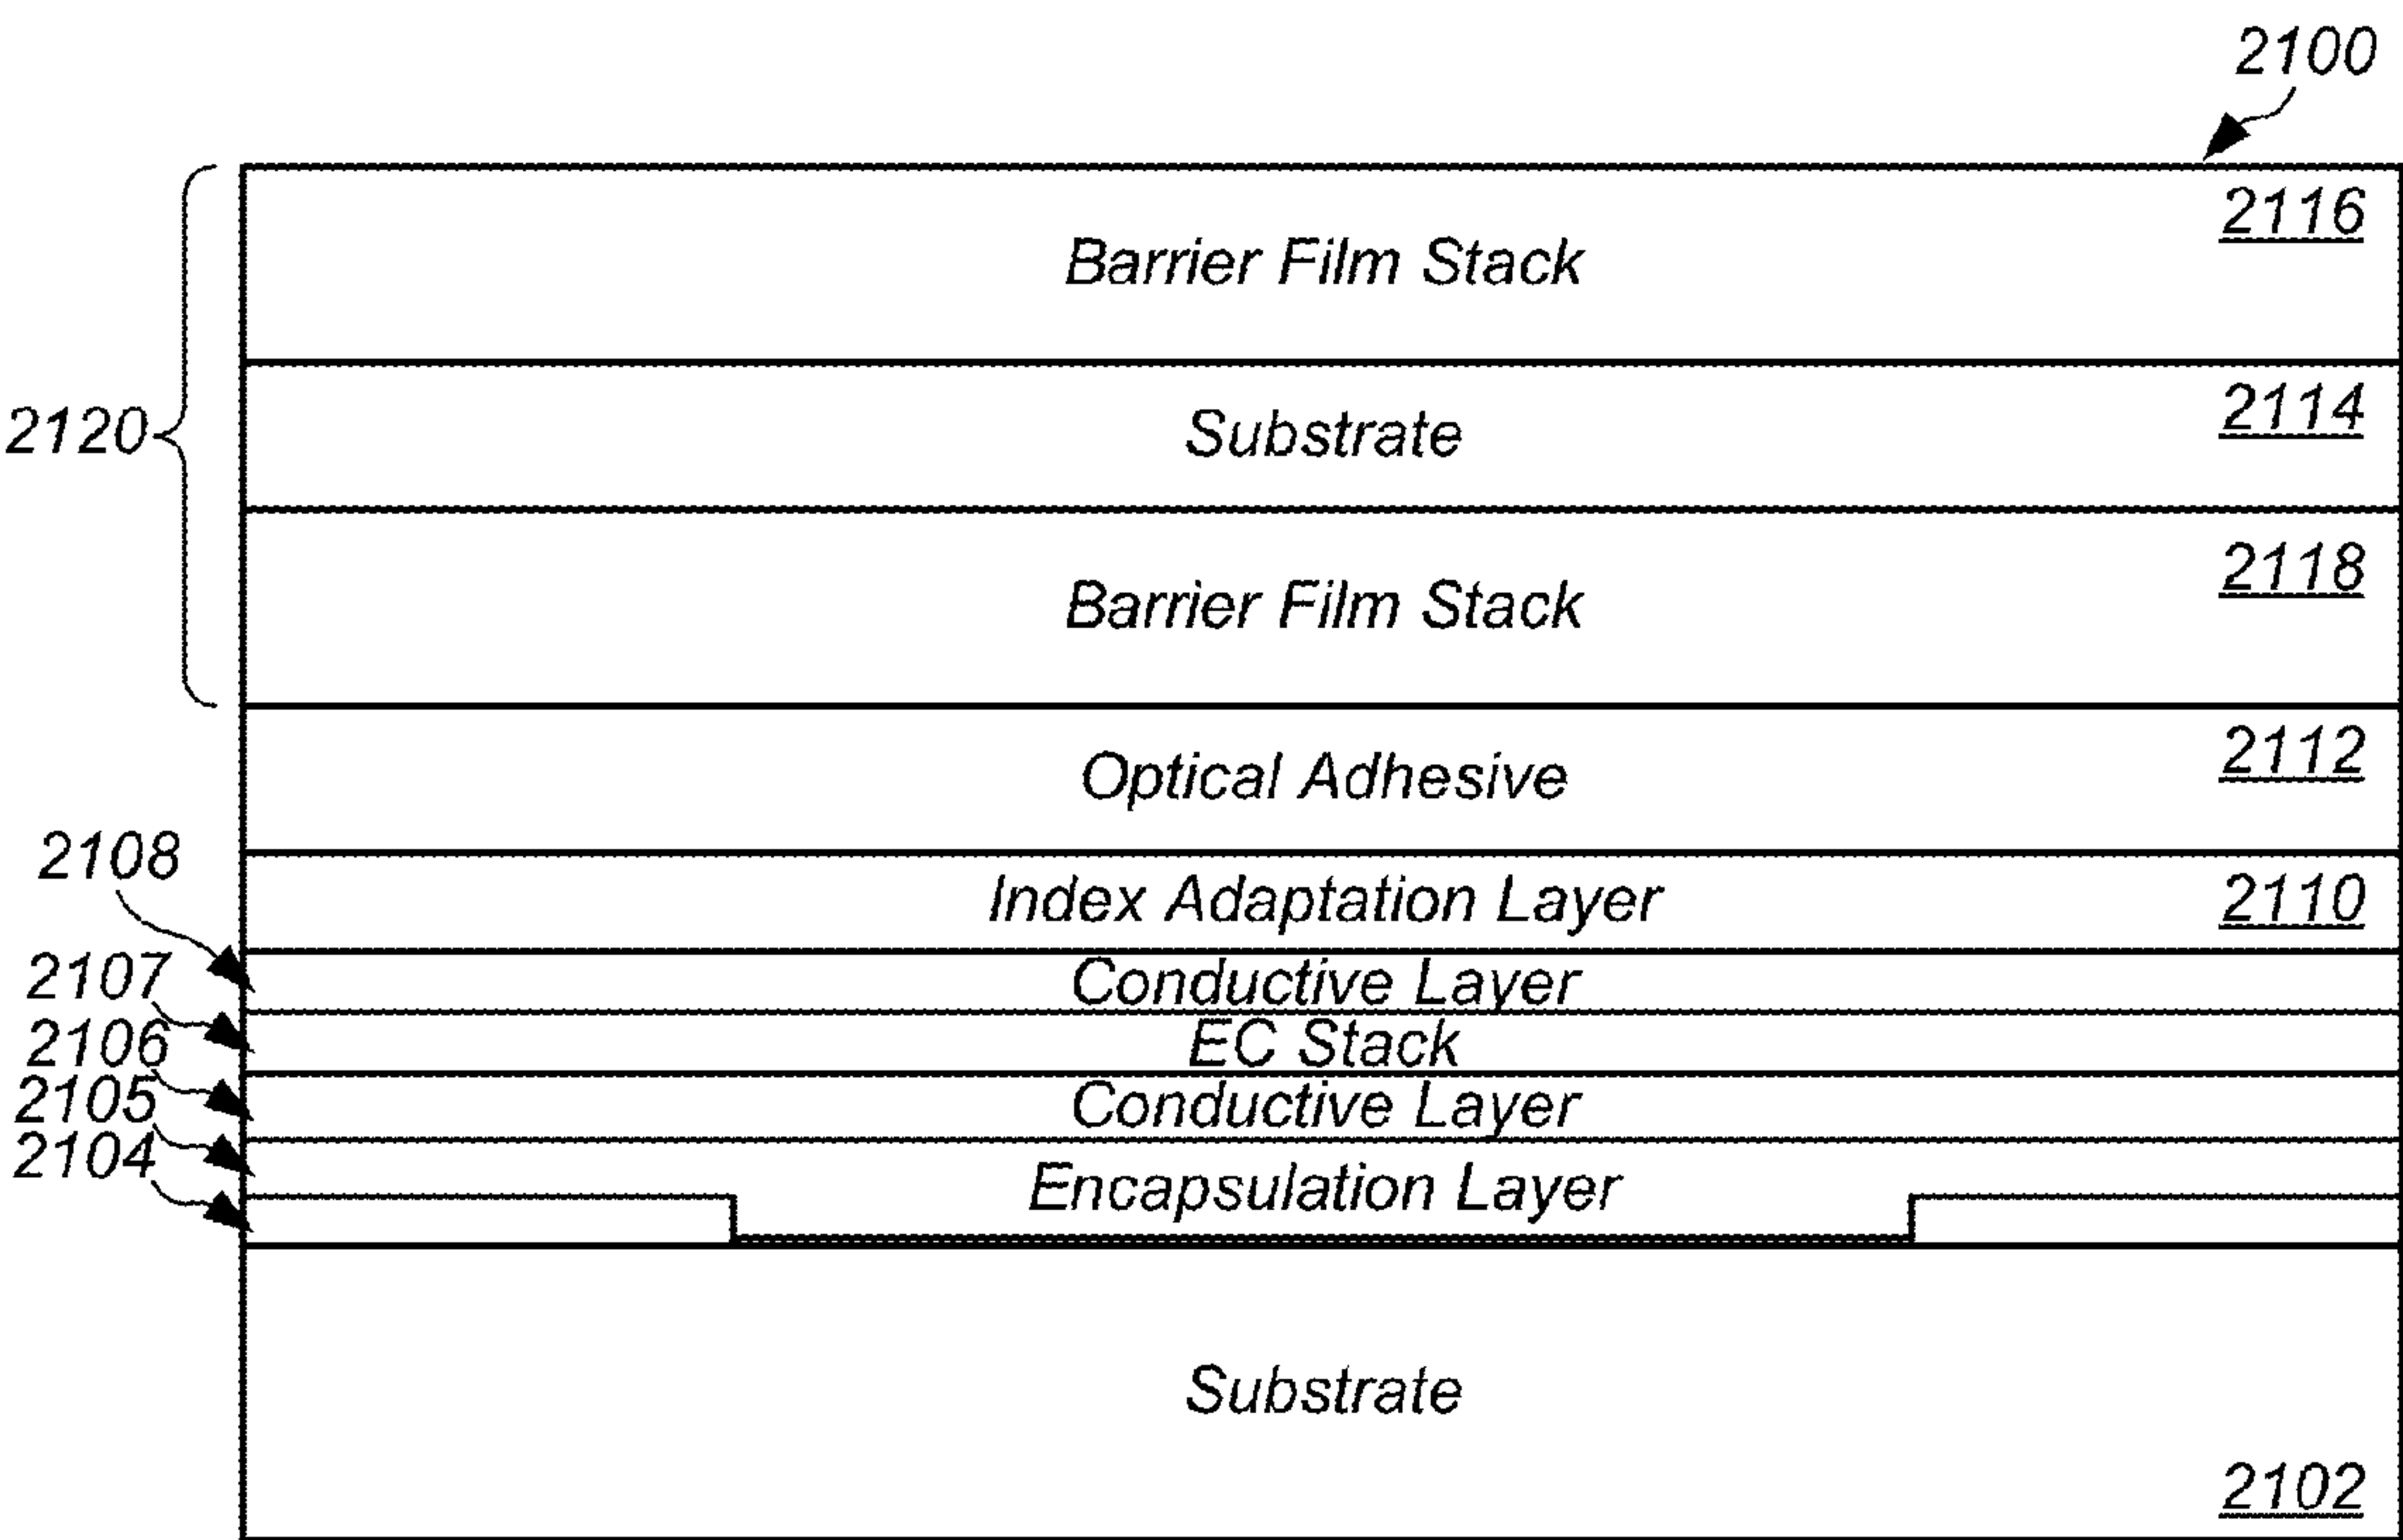 2100
2116
Barrier Film Stack
2114
2120
Substrate
2118
Barrier Film Stack
2112
Optical Adhesive
2108
Index Adaptation Layer
2110
2107
Conductive Layer
2106
EC Stack
2105
Conductive Layer
2104
Encapsulation Layer
Substrate
2102